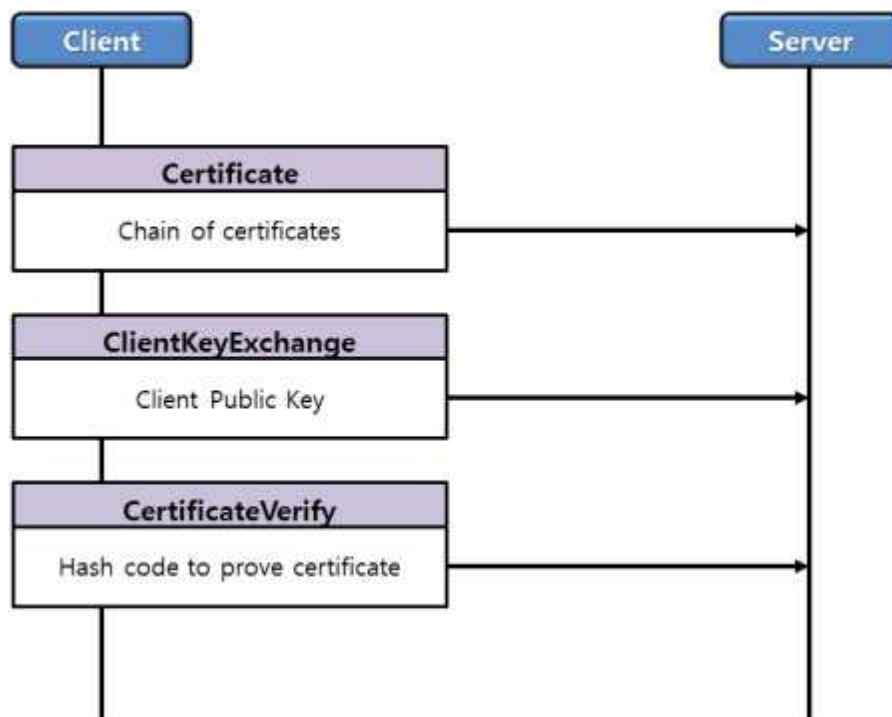 Client
Server
Certificate
Chain of certificates
ClientKeyExchange
Client Public Key
CertificateVerify
Hash code to prove certificate